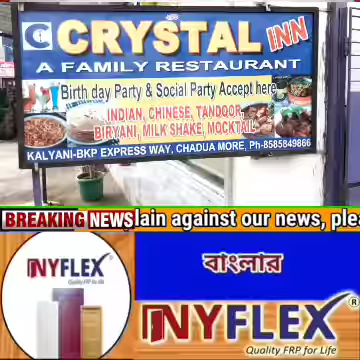 C CRYSTAL INN
A FAMILY RESTAURANT
Birth day Party & Social Party Accept here
INDIAN, CHINESE, TANDOOR,
BIRYANI, MILK SHAKE, MOCKTAIL
KALYANI-BKP EXPRESS WAY, CHADUA MORE, Ph-8585849866
BREAKING NEWS lain against our news, plea
NYFLEX®
Quality FRP for Life
বাংলার
NYFLEX®
Quality FRP for Life